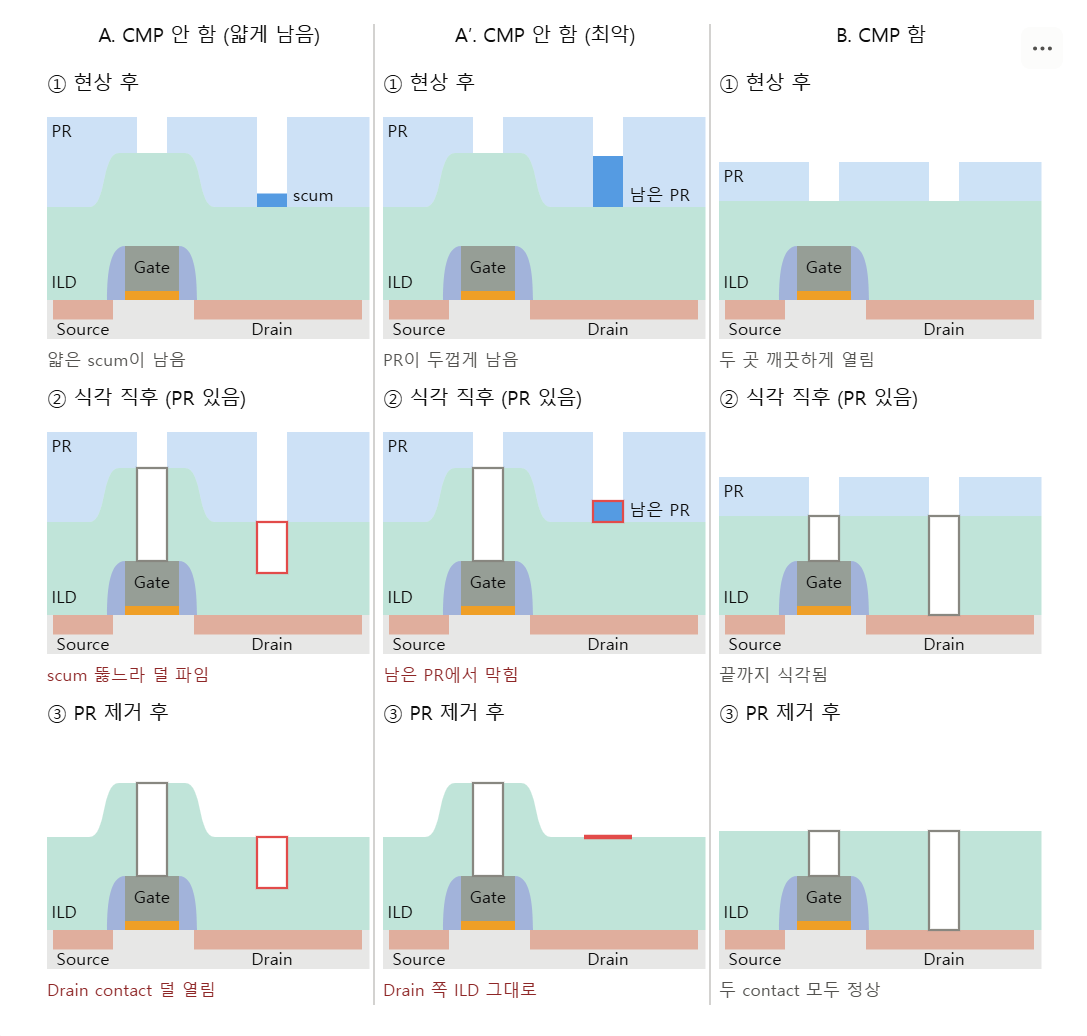 A. CMP 안 함 (얇게 남음)
① 현상 후
PR
scum
Gate
ILD
Source
Drain
얇은 scum이 남음
② 식각 직후 (PR 있음)
PR
Gate
ILD
Source
Drain
scum 뚫느라 덜 파임
③ PR 제거 후
Gate
ILD
Source
Drain
Drain contact 덜 열림
A′. CMP 안 함 (최악)
① 현상 후
PR
남은 PR
Gate
ILD
Source
Drain
PR이 두껍게 남음
② 식각 직후 (PR 있음)
PR
남은 PR
Gate
ILD
Source
Drain
남은 PR에서 막힘
③ PR 제거 후
Gate
ILD
Source
Drain
Drain 쪽 ILD 그대로
B. CMP 함
① 현상 후
PR
Gate
ILD
Source
Drain
두 곳 깨끗하게 열림
② 식각 직후 (PR 있음)
PR
Gate
ILD
Source
Drain
끝까지 식각됨
③ PR 제거 후
Gate
ILD
Source
Drain
두 contact 모두 정상